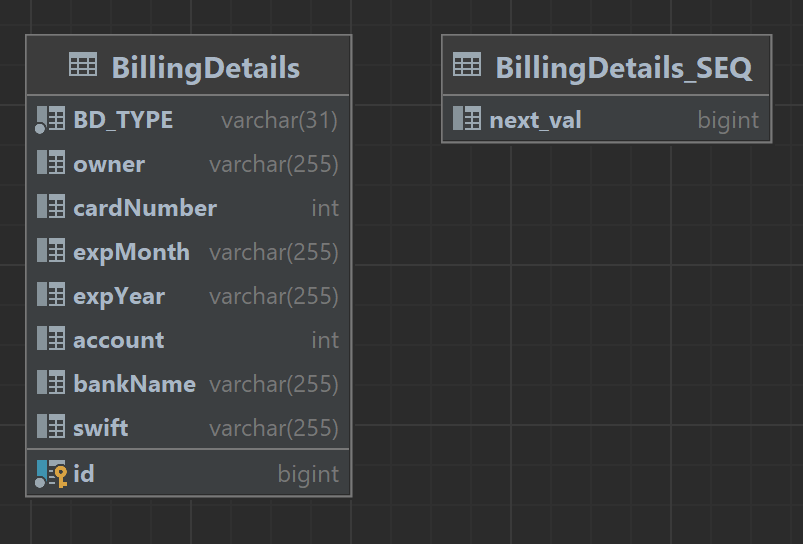 BillingDetails
BD_TYPE varchar(31)
owner varchar(255)
cardNumber int
expMonth varchar(255)
expYear varchar(255)
account int
bankName varchar(255)
swift varchar(255)
id bigint
BillingDetails_SEQ
next_val bigint